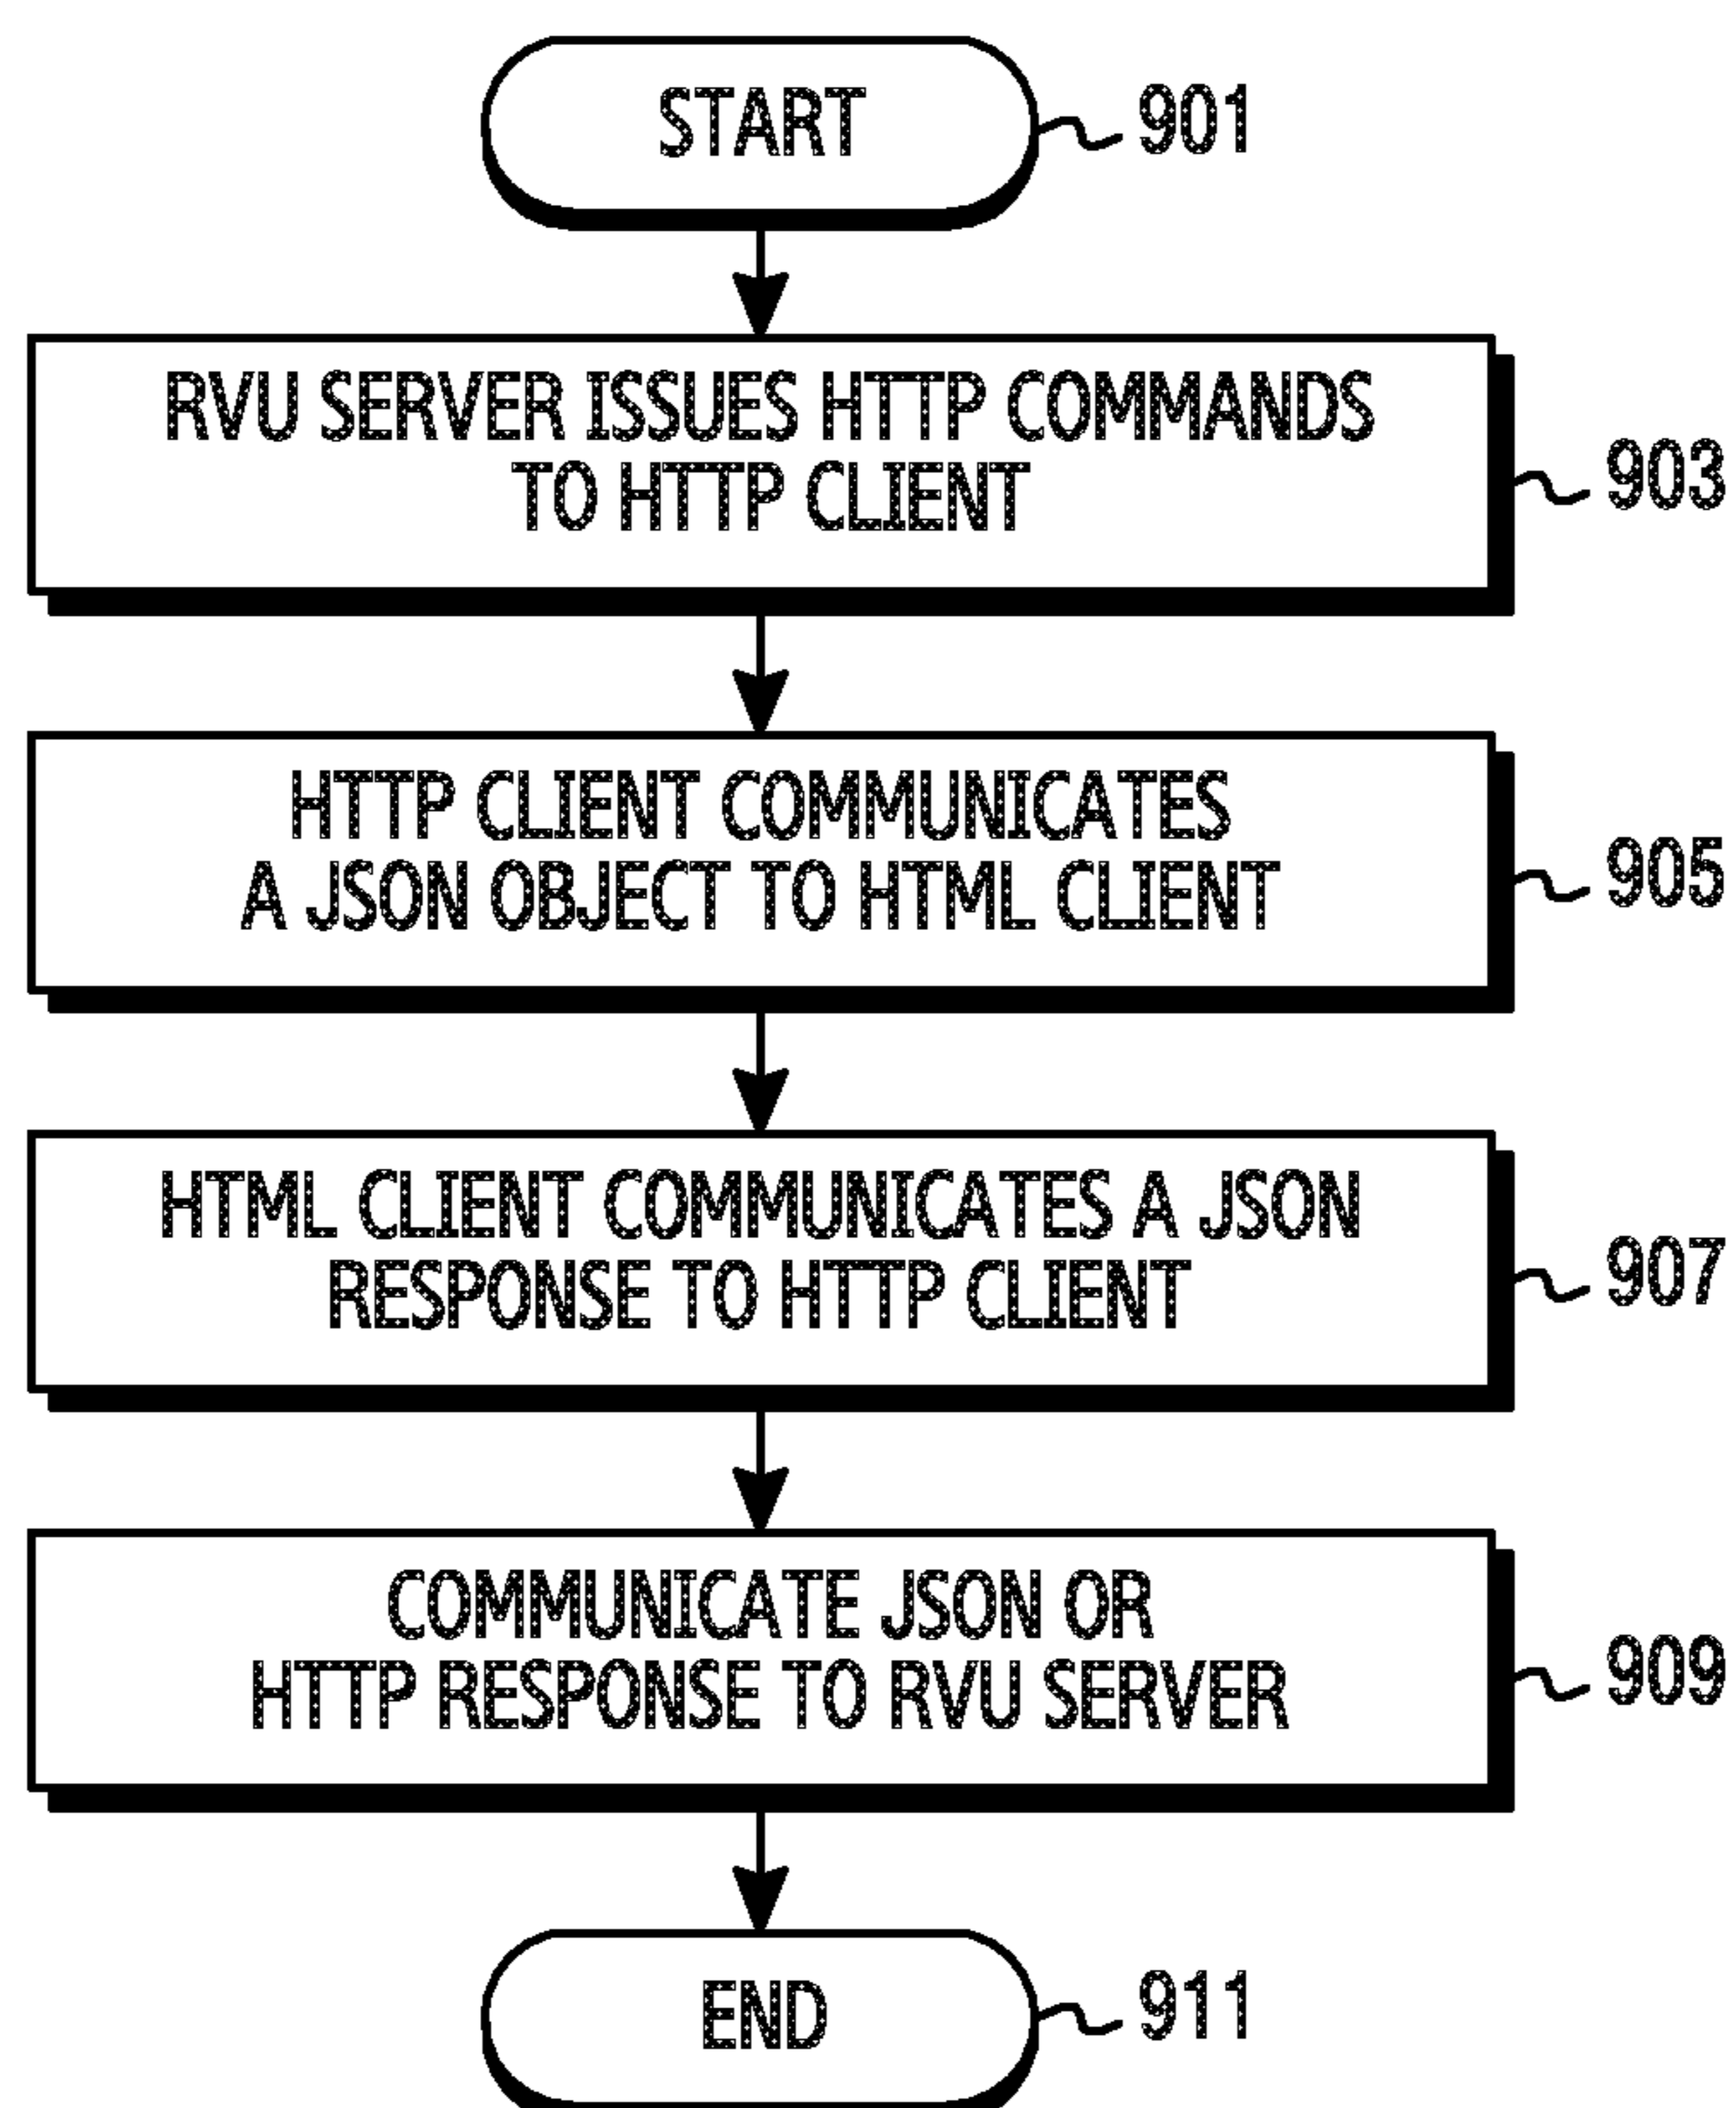 START
901
RVU SERVER ISSUES HTTP COMMANDS
TO HTTP CLIENT
903
HTTP CLIENT COMMUNICATES
A JSON OBJECT TO HTML CLIENT
905
HTML CLIENT COMMUNICATES A JSON
RESPONSE TO HTTP CLIENT
907
COMMUNICATE JSON OR
HTTP RESPONSE TO RVU SERVER
909
END
911